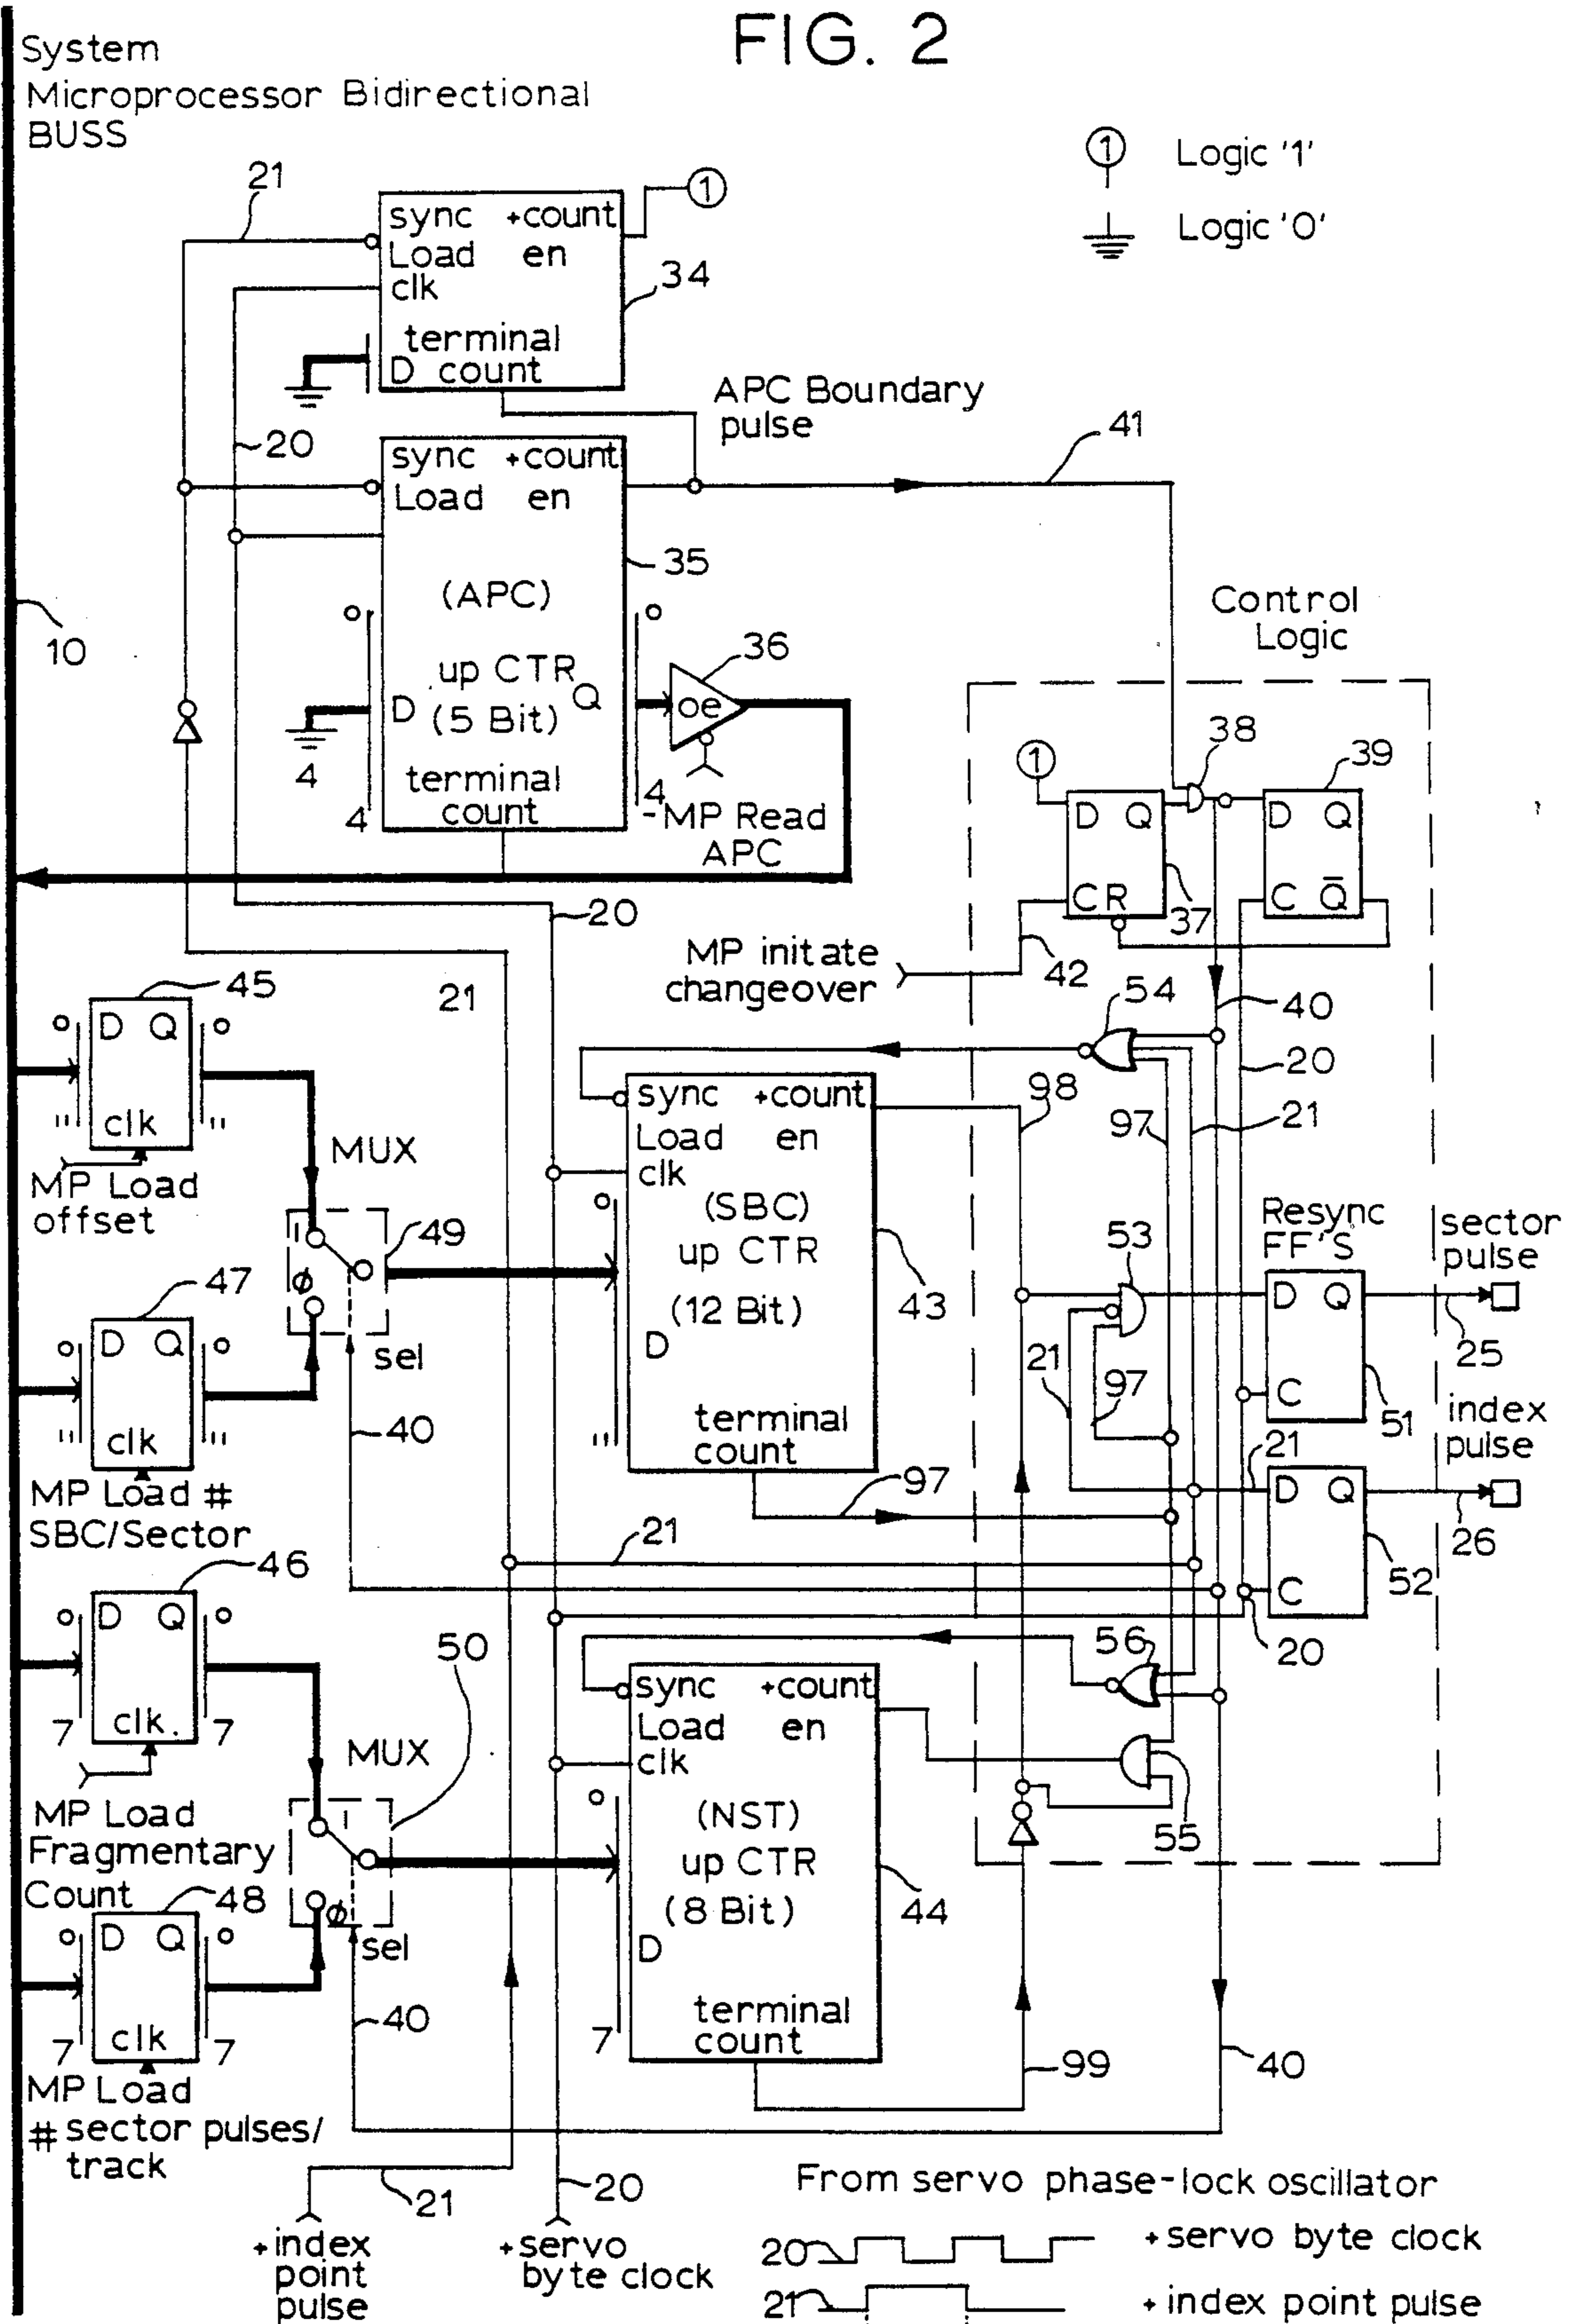 FIG. 2
System
Microprocessor Bidirectional
BUSS
1 Logic '1'
Logic 'O'
21
1
sync +count
Load en
clk
34
terminal
D count
APC Boundary
pulse
41
20
sync +count
Load en
35
(APC)
o
o
Control
Logic
10
up CTR
36
D (5 Bit) Q
oe
4
terminal
count
4
4
-MP Read
APC
38
39
1
D Q
D Q
C R
37
C Q̅
20
MP initate
changeover
42
45
21
54
40
o D Q o
20
98
sync +count
Load en
clk
97
21
" clk "
MUX
MP Load
offset
o
(SBC)
up CTR
(12 Bit)
43
1
49
ϕ
sel
53
Resync
FF'S
sector
pulse
D Q
25
47
o D Q o
D
21
97
C
51
index
pulse
" clk "
40
terminal
count
"
97
MP Load #
SBC/Sector
21
D Q
26
21
46
52
C
o D Q o
20
50
56
sync +count
Load en
clk
7 clk. 7
MUX
55
MP Load
Fragmentary
Count
o
(NST)
up CTR
(8 Bit)
44
1
ϕ
sel
48
o D Q o
D
40
terminal
count
7 clk 7
7
99
40
MP Load
# sector pulses/
track
21
20
From servo phase-lock oscillator
+index
point
pulse
+servo
byte clock
20 +servo byte clock
21 +index point pulse